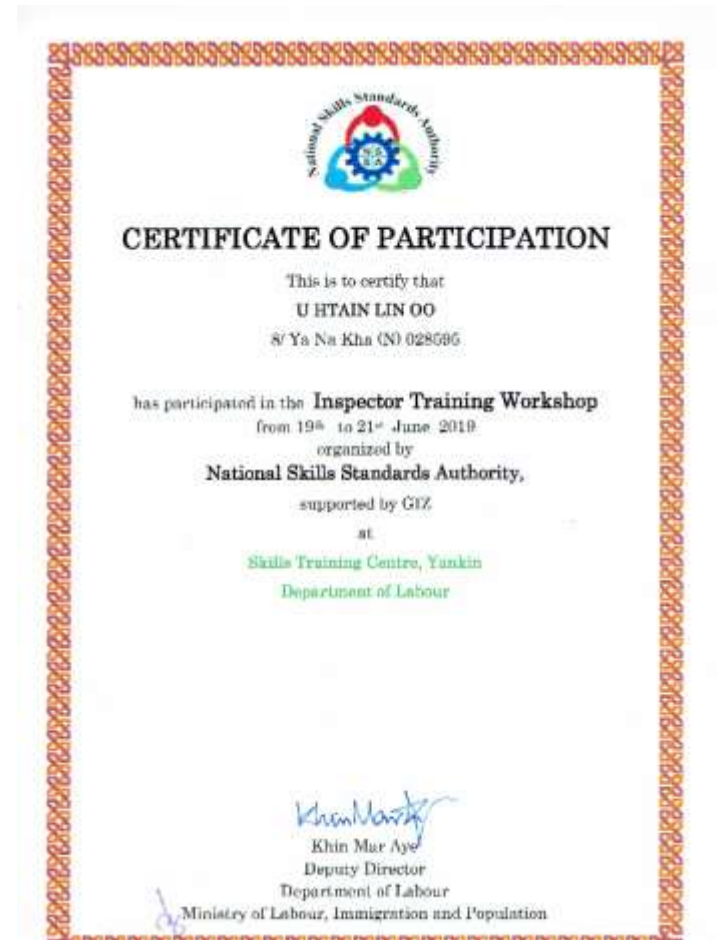 National Skills Standards Authority
N S
S A
CERTIFICATE OF PARTICIPATION
This is to certify that
U HTAIN LIN OO
8/ Ya Na Kha (N) 028595
has participated in the Inspector Training Workshop
from 19th to 21st June 2019
organized by
National Skills Standards Authority,
supported by GIZ
at
Skills Training Centre, Yankin
Department of Labour
Khin Mar Aye
Deputy Director
Department of Labour
Ministry of Labour, Immigration and Population